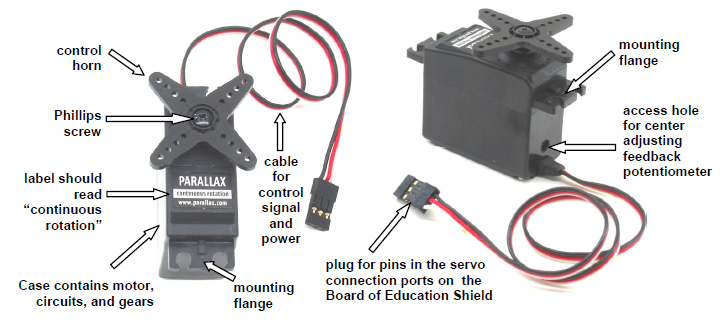 control
horn
Phillips
screw
label should
read
“continuous
rotation”
Case contains motor,
circuits, and gears
PARALLAX
continuous rotation
www.parallax.com
cable
for
control
signal
and
power
mounting
flange
mounting
flange
access hole
for center
adjusting
feedback
potentiometer
plug for pins in the servo
connection ports on the
Board of Education Shield
PARALLAX